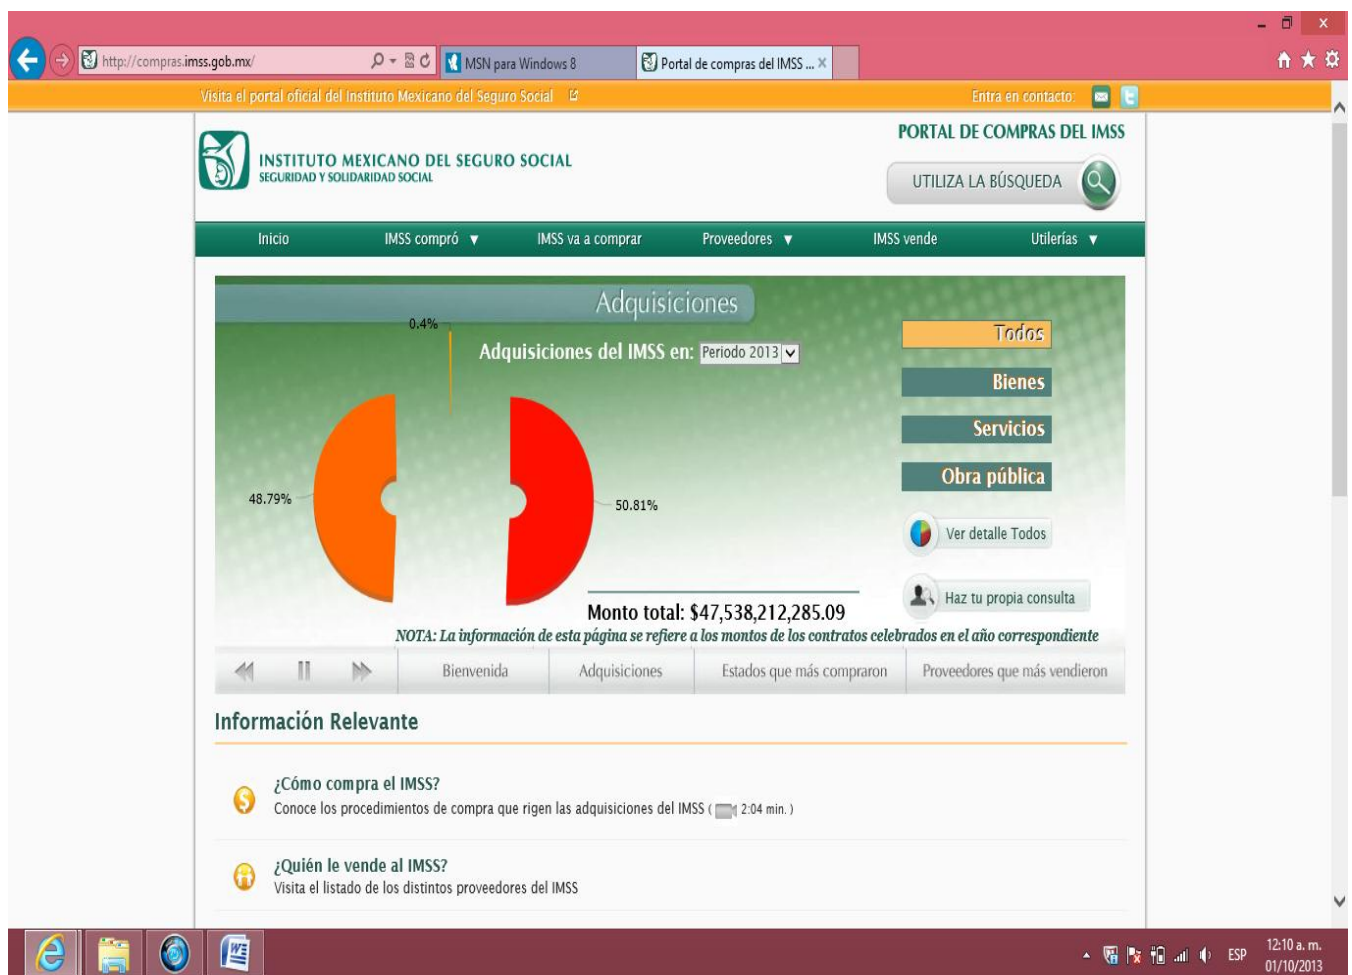 http://compras.imss.gob.mx/
MSN para Windows 8
Portal de compras del IMSS ...
Visita el portal oficial del Instituto Mexicano del Seguro Social
Entra en contacto:
INSTITUTO MEXICANO DEL SEGURO SOCIAL
SEGURIDAD Y SOLIDARIDAD SOCIAL
PORTAL DE COMPRAS DEL IMSS
UTILIZA LA BÚSQUEDA
Inicio
IMSS compró
IMSS va a comprar
Proveedores
IMSS vende
Utilerías
Adquisiciones
Adquisiciones del IMSS en: Periodo 2013
0.4%
48.79%
50.81%
Todos
Bienes
Servicios
Obra pública
Ver detalle Todos
Haz tu propia consulta
Monto total: $47,538,212,285.09
NOTA: La información de esta página se refiere a los montos de los contratos celebrados en el año correspondiente
Bienvenida
Adquisiciones
Estados que más compraron
Proveedores que más vendieron
Información Relevante
¿Cómo compra el IMSS?
Conoce los procedimientos de compra que rigen las adquisiciones del IMSS ( 2:04 min. )
¿Quién le vende al IMSS?
Visita el listado de los distintos proveedores del IMSS
ESP
12:10 a. m.
01/10/2013